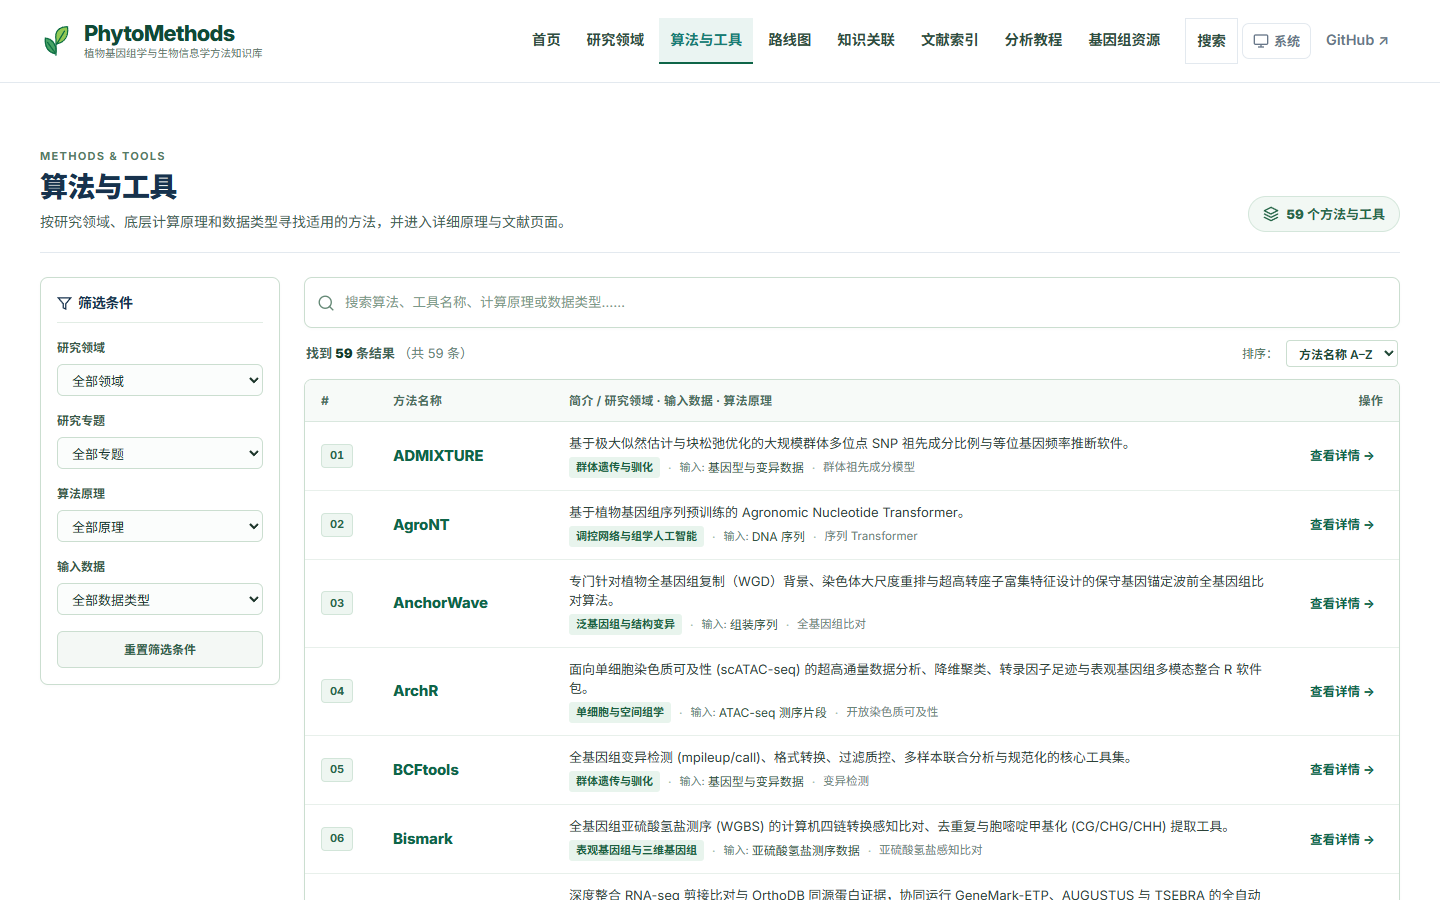 PhytoMethods
植物基因组学与生物信息学方法知识库
首页 研究领域 算法与工具 路线图 知识关联 文献索引 分析教程 基因组资源 搜索 系统 GitHub ↗
METHODS & TOOLS
算法与工具
按研究领域、底层计算原理和数据类型寻找适用的方法，并进入详细原理与文献页面。
59 个方法与工具
筛选条件
研究领域
全部领域
研究专题
全部专题
算法原理
全部原理
输入数据
全部数据类型
重置筛选条件
搜索算法、工具名称、计算原理或数据类型……
找到 59 条结果 （共 59 条）
排序： 方法名称 A–Z
# 方法名称 简介 / 研究领域 · 输入数据 · 算法原理 操作
01 ADMIXTURE 基于极大似然估计与块松弛优化的大规模群体多位点 SNP 祖先成分比例与等位基因频率推断软件。
群体遗传与驯化 · 输入: 基因型与变异数据 · 群体祖先成分模型
查看详情 →
02 AgroNT 基于植物基因组序列预训练的 Agronomic Nucleotide Transformer。
调控网络与组学人工智能 · 输入: DNA 序列 · 序列 Transformer
查看详情 →
03 AnchorWave 专门针对植物全基因组复制（WGD）背景、染色体大尺度重排与超高转座子富集特征设计的保守基因锚定波前全基因组比
对算法。
泛基因组与结构变异 · 输入: 组装序列 · 全基因组比对
查看详情 →
04 ArchR 面向单细胞染色质可及性 (scATAC-seq) 的超高通量数据分析、降维聚类、转录因子足迹与表观基因组多模态整合 R 软件
包。
单细胞与空间组学 · 输入: ATAC-seq 测序片段 · 开放染色质可及性
查看详情 →
05 BCFtools 全基因组变异检测 (mpileup/call)、格式转换、过滤质控、多样本联合分析与规范化的核心工具集。
群体遗传与驯化 · 输入: 基因型与变异数据 · 变异检测
查看详情 →
06 Bismark 全基因组亚硫酸氢盐测序 (WGBS) 的计算机四链转换感知比对、去重复与胞嘧啶甲基化 (CG/CHG/CHH) 提取工具。
表观基因组与三维基因组 · 输入: 亚硫酸氢盐测序数据 · 亚硫酸氢盐感知比对
查看详情 →
深度整合 RNA-seq 剪接比对与 OrthoDB 同源蛋白证据，协同运行 GeneMark-ETP、AUGUSTUS 与 TSEBRA 的全自动